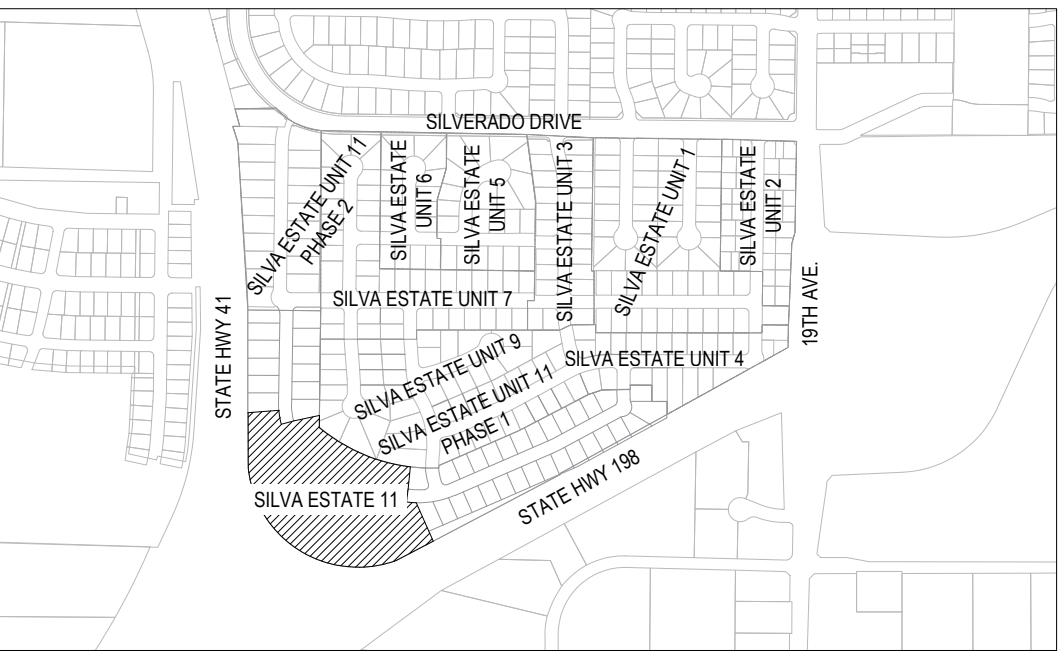 SILVERADO DRIVE
SILVA ESTATE UNIT 11
PHASE 2
SILVA ESTATE
UNIT 6
SILVA ESTATE
UNIT 5
SILVA ESTATE UNIT 3
SILVA ESTATE UNIT 1
SILVA ESTATE
UNIT 2
SILVA ESTATE UNIT 7
STATE HWY 41
19TH AVE.
SILVA ESTATE UNIT 9
SILVA ESTATE UNIT 4
SILVA ESTATE UNIT 11
PHASE 1
SILVA ESTATE 11
STATE HWY 198